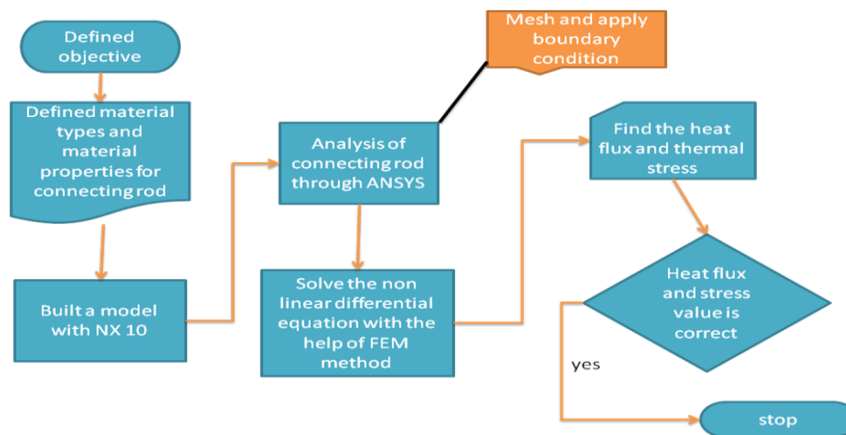 Defined
objective
Defined material
types and
material
properties for
connecting rod
Built a model
with NX 10
Analysis of
connecting rod
through ANSYS
Mesh and apply
boundary
condition
Solve the non
linear differential
equation with the
help of FEM
method
Find the heat
flux and thermal
stress
Heat flux
and stress
value is
correct
yes
stop